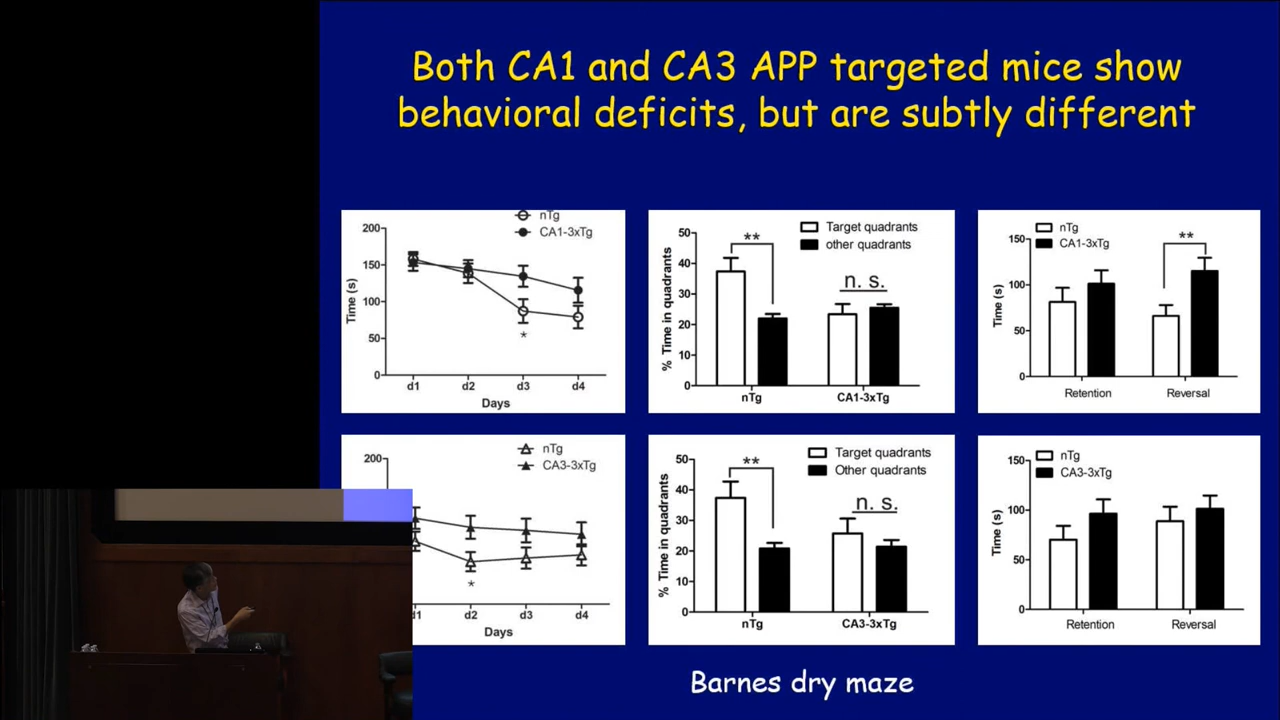 Both CA1 and CA3 APP targeted mice show
behavioral deficits, but are subtly different
nTg
CA1-3xTg
200
150
100
50
0
Time (s)
*
d1
d2
d3
d4
Days
Target quadrants
other quadrants
50
40
30
20
10
0
% Time in quadrants
**
n. s.
nTg
CA1-3xTg
nTg
CA1-3xTg
150
100
50
0
Time (s)
**
Retention
Reversal
nTg
CA3-3xTg
200
*
d1
d2
d3
d4
Days
Target quadrants
Other quadrants
50
40
30
20
10
0
% Time in quadrants
**
n. s.
nTg
CA3-3xTg
nTg
CA3-3xTg
150
100
50
0
Time (s)
Retention
Reversal
Barnes dry maze